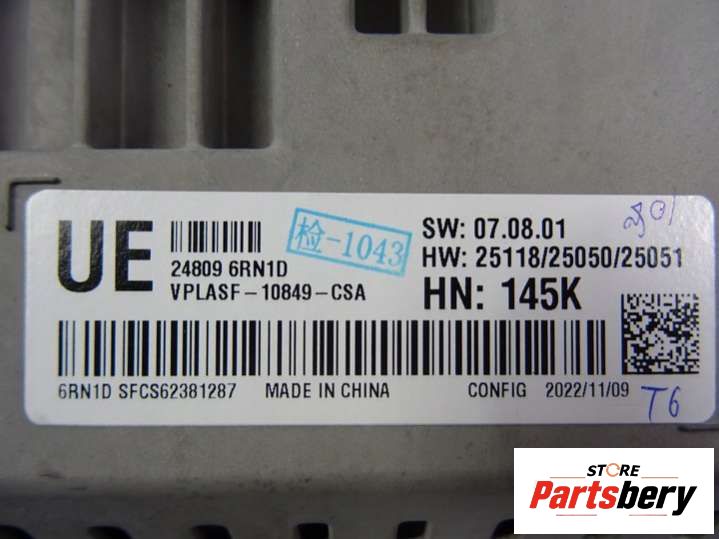 UE
24809 6RN1D
VPLASF-10849-CSA
检-1043
SW: 07.08.01
HW: 25118/25050/25051
HN: 145K
6RN1D SFCS62381287 MADE IN CHINA CONFIG 2022/11/09
T6
STORE
Partsbery